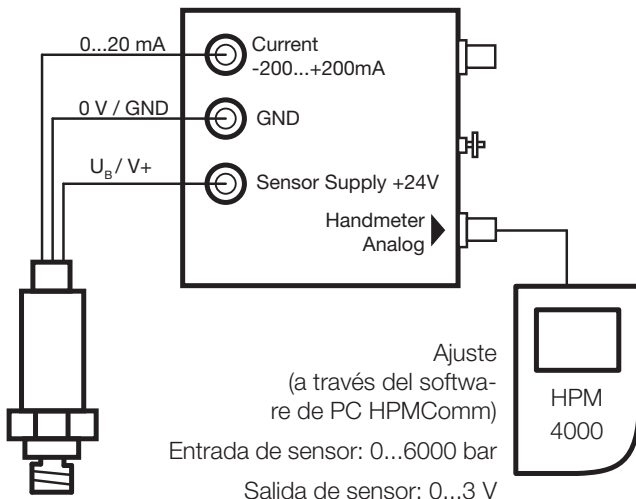 0...20 mA
Current
-200...+200mA
0 V / GND
GND
U_B / V+
Sensor Supply +24V
Handmeter
Analog
HPM
4000
Ajuste
(a través del softwa-
re de PC HPMComm)
Entrada de sensor: 0...6000 bar
Salida de sensor: 0...3 V